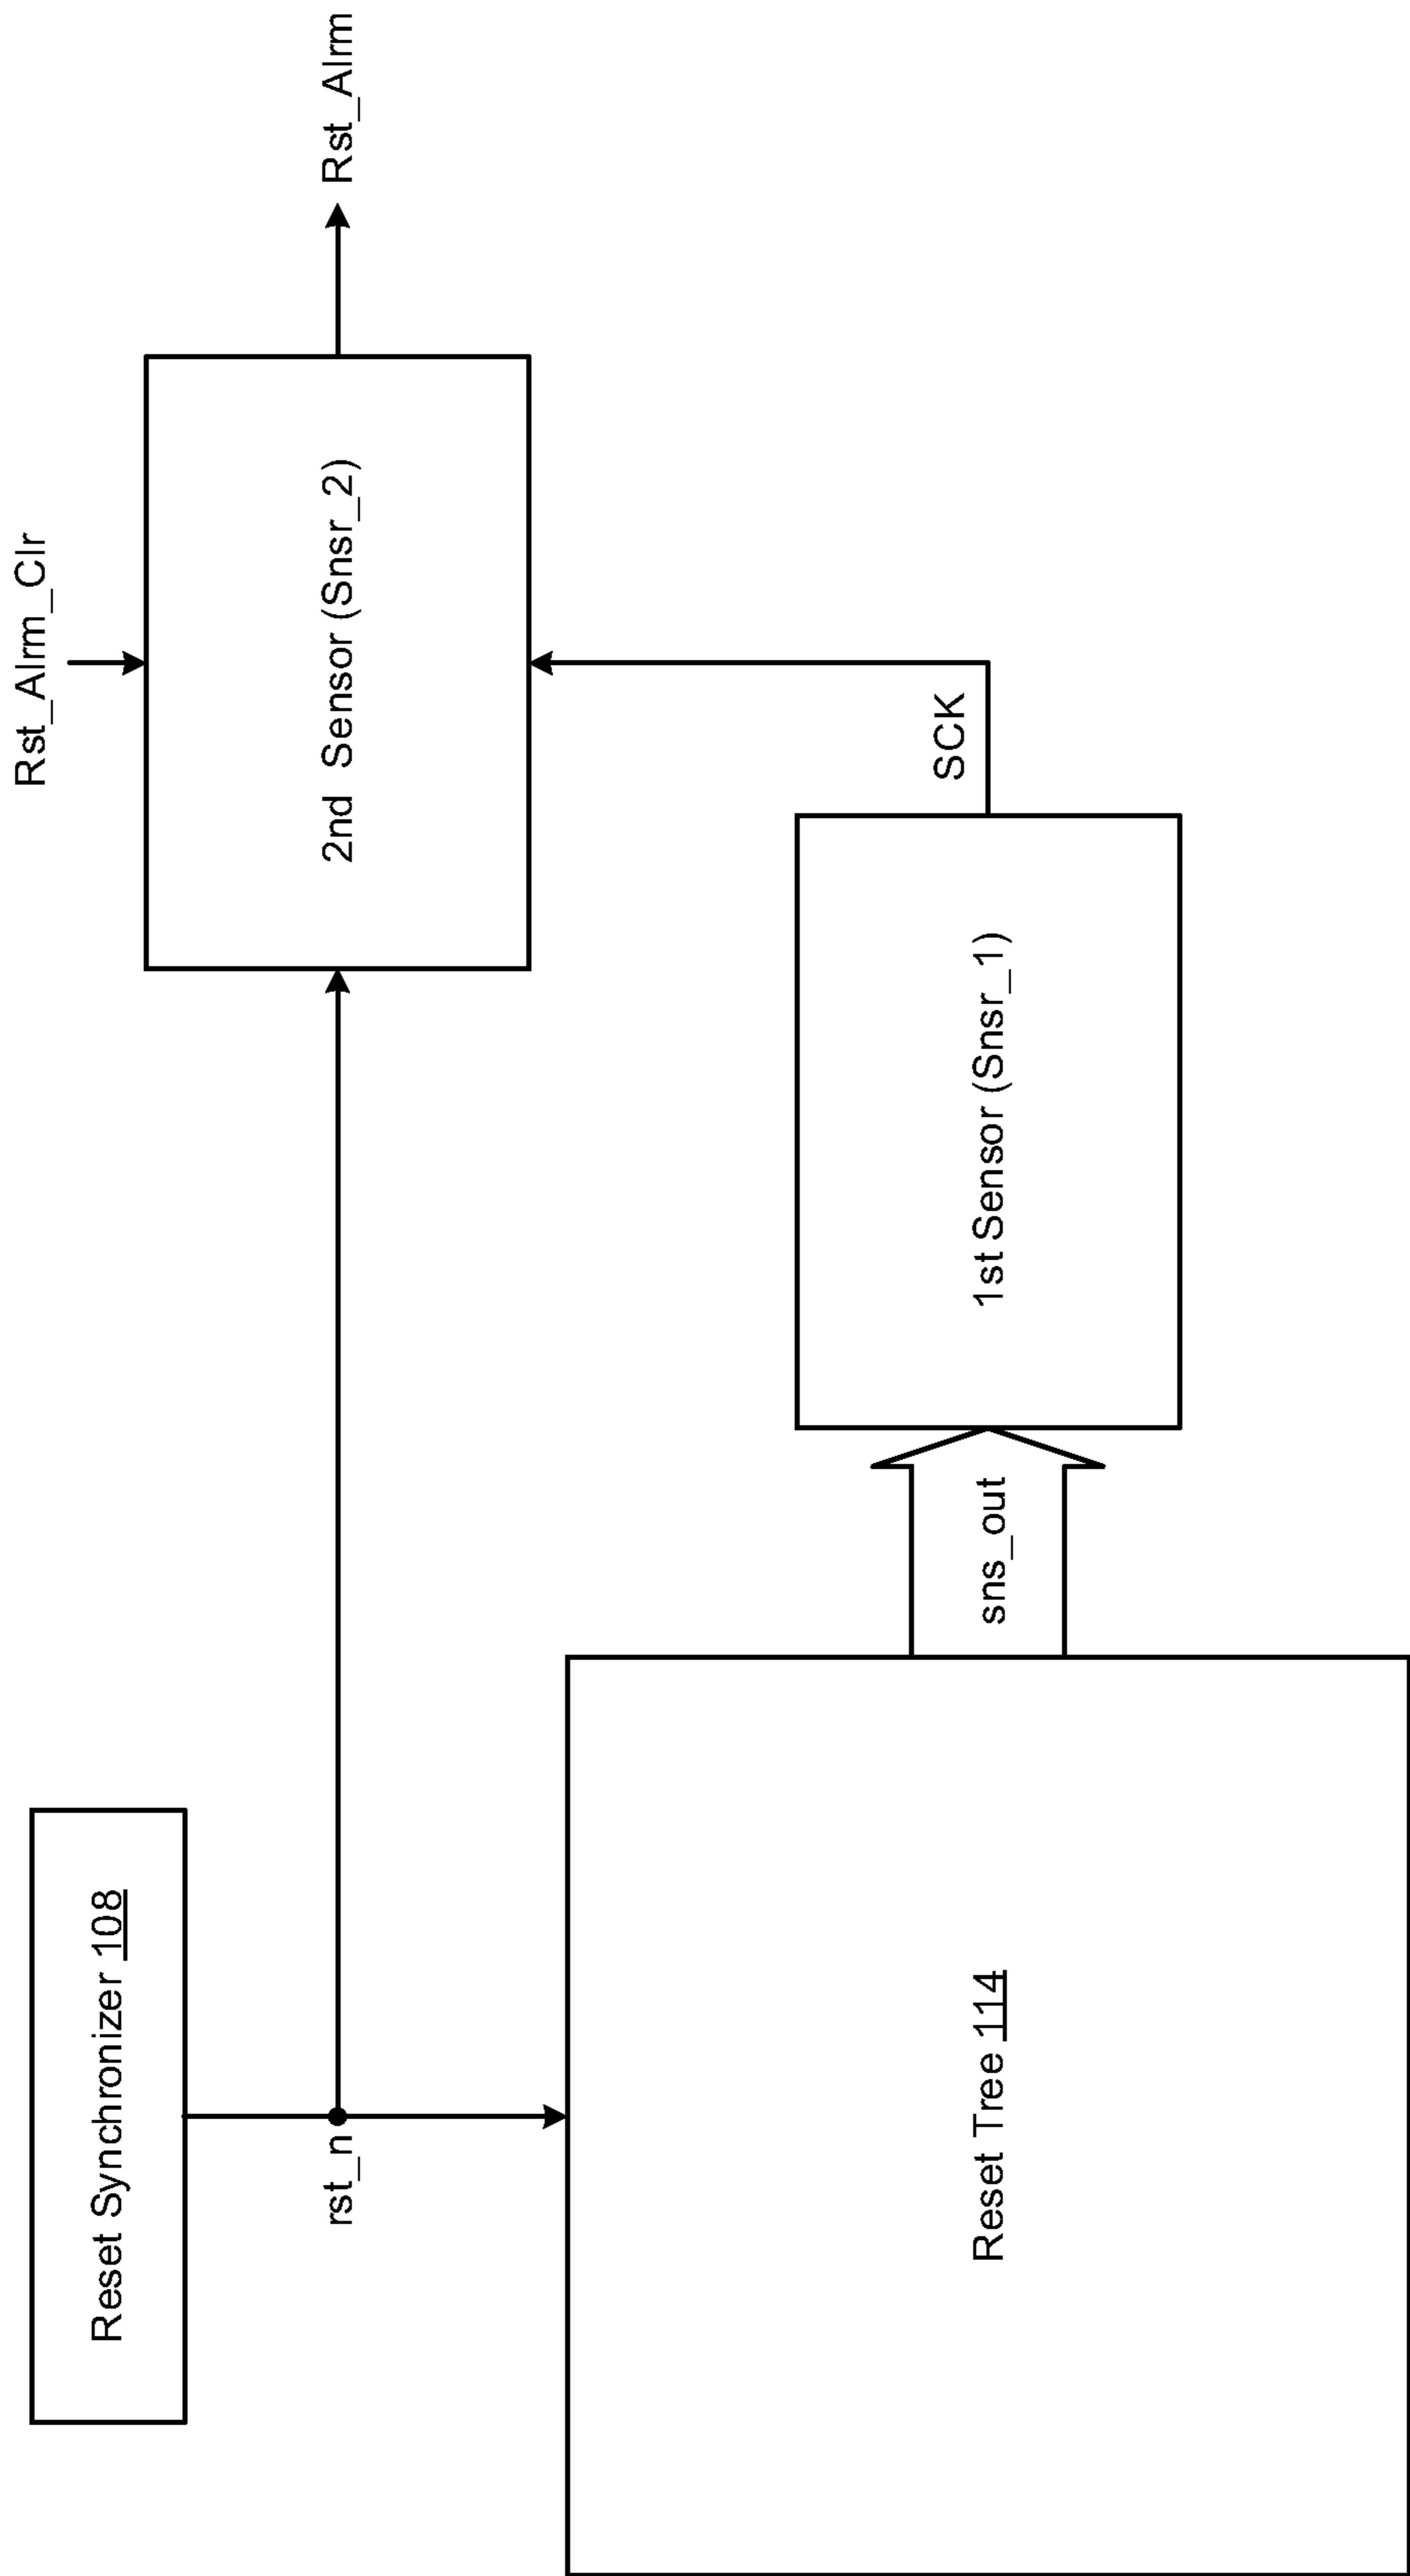 Reset Synchronizer 108
rst_n
Reset Tree 114
sns_out
1st Sensor (Snsr_1)
SCK
2nd Sensor (Snsr_2)
Rst_Alrm_Clr
Rst_Alrm